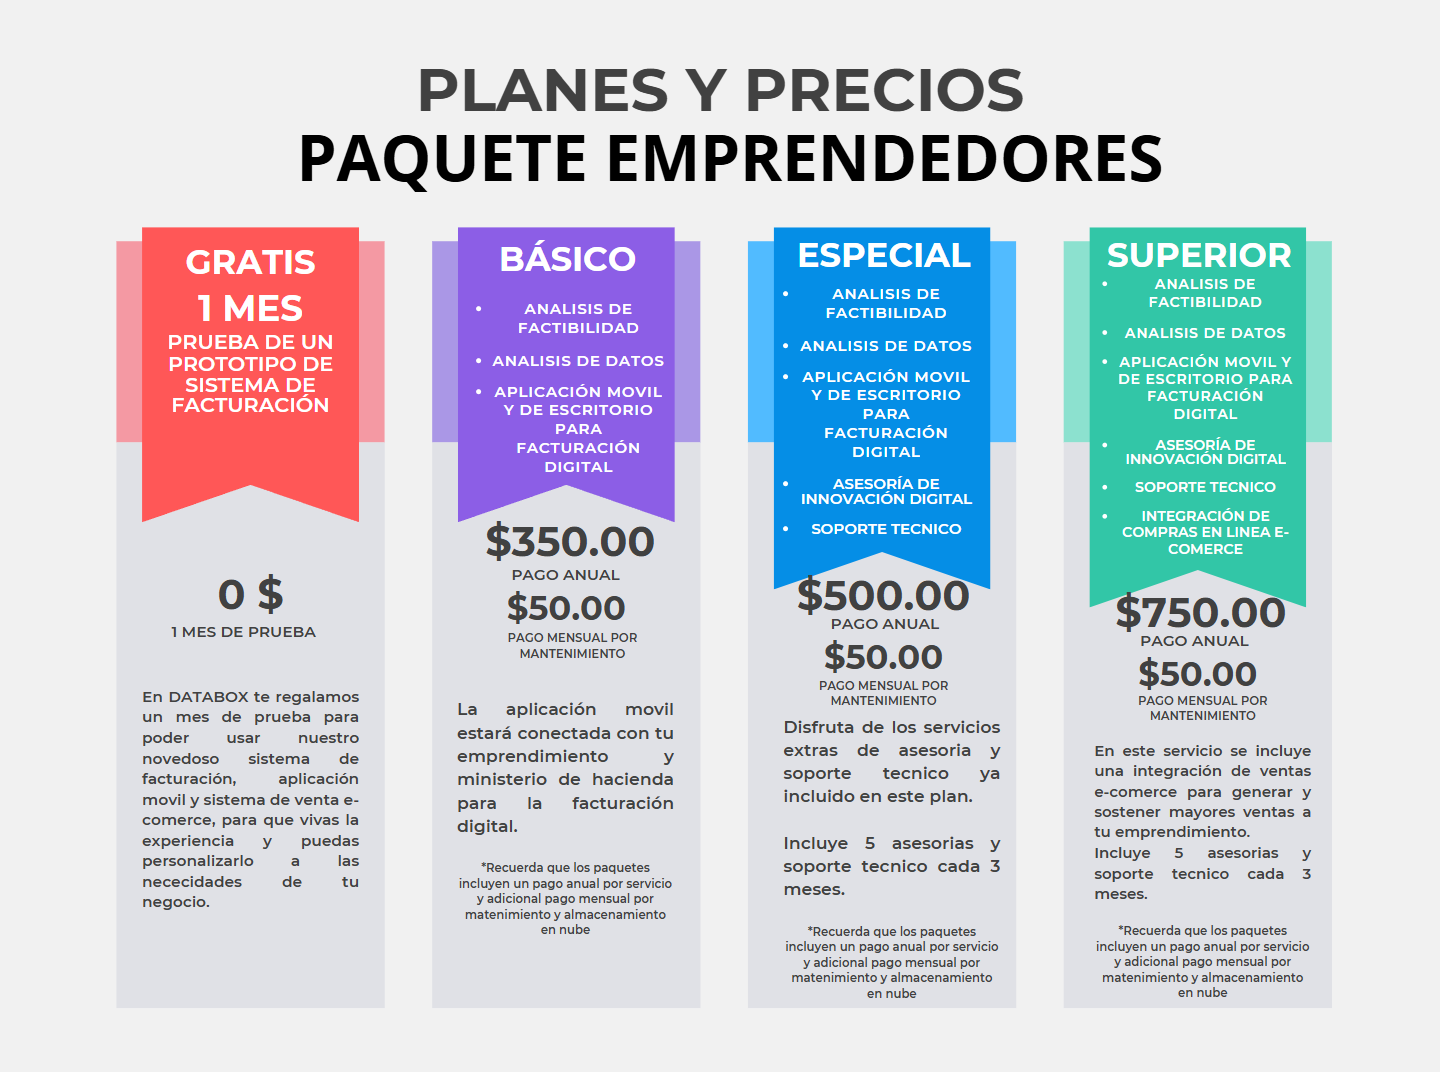 PLANES Y PRECIOS
PAQUETE EMPRENDEDORES
GRATIS
1 MES
PRUEBA DE UN
PROTOTIPO DE
SISTEMA DE
FACTURACIÓN
0 $
1 MES DE PRUEBA
En DATABOX te regalamos
un mes de prueba para
poder usar nuestro
novedoso sistema de
facturación, aplicación
movil y sistema de venta e-
comerce, para que vivas la
experiencia y puedas
personalizarlo a las
nececidades de tu
negocio.
BÁSICO
• ANALISIS DE
FACTIBILIDAD
• ANALISIS DE DATOS
• APLICACIÓN MOVIL
Y DE ESCRITORIO
PARA
FACTURACIÓN
DIGITAL
$350.00
PAGO ANUAL
$50.00
PAGO MENSUAL POR
MANTENIMIENTO
La aplicación movil
estará conectada con tu
emprendimiento y
ministerio de hacienda
para la facturación
digital.
*Recuerda que los paquetes
incluyen un pago anual por servicio
y adicional pago mensual por
matenimiento y almacenamiento
en nube
ESPECIAL
• ANALISIS DE
FACTIBILIDAD
• ANALISIS DE DATOS
• APLICACIÓN MOVIL
Y DE ESCRITORIO
PARA
FACTURACIÓN
DIGITAL
• ASESORÍA DE
INNOVACIÓN DIGITAL
• SOPORTE TECNICO
$500.00
PAGO ANUAL
$50.00
PAGO MENSUAL POR
MANTENIMIENTO
Disfruta de los servicios
extras de asesoria y
soporte tecnico ya
incluido en este plan.
Incluye 5 asesorias y
soporte tecnico cada 3
meses.
*Recuerda que los paquetes
incluyen un pago anual por servicio
y adicional pago mensual por
matenimiento y almacenamiento
en nube
SUPERIOR
• ANALISIS DE
FACTIBILIDAD
• ANALISIS DE DATOS
• APLICACIÓN MOVIL Y
DE ESCRITORIO PARA
FACTURACIÓN
DIGITAL
• ASESORÍA DE
INNOVACIÓN DIGITAL
• SOPORTE TECNICO
• INTEGRACIÓN DE
COMPRAS EN LINEA E-
COMERCE
$750.00
PAGO ANUAL
$50.00
PAGO MENSUAL POR
MANTENIMIENTO
En este servicio se incluye
una integración de ventas
e-comerce para generar y
sostener mayores ventas a
tu emprendimiento.
Incluye 5 asesorias y
soporte tecnico cada 3
meses.
*Recuerda que los paquetes
incluyen un pago anual por servicio
y adicional pago mensual por
matenimiento y almacenamiento
en nube